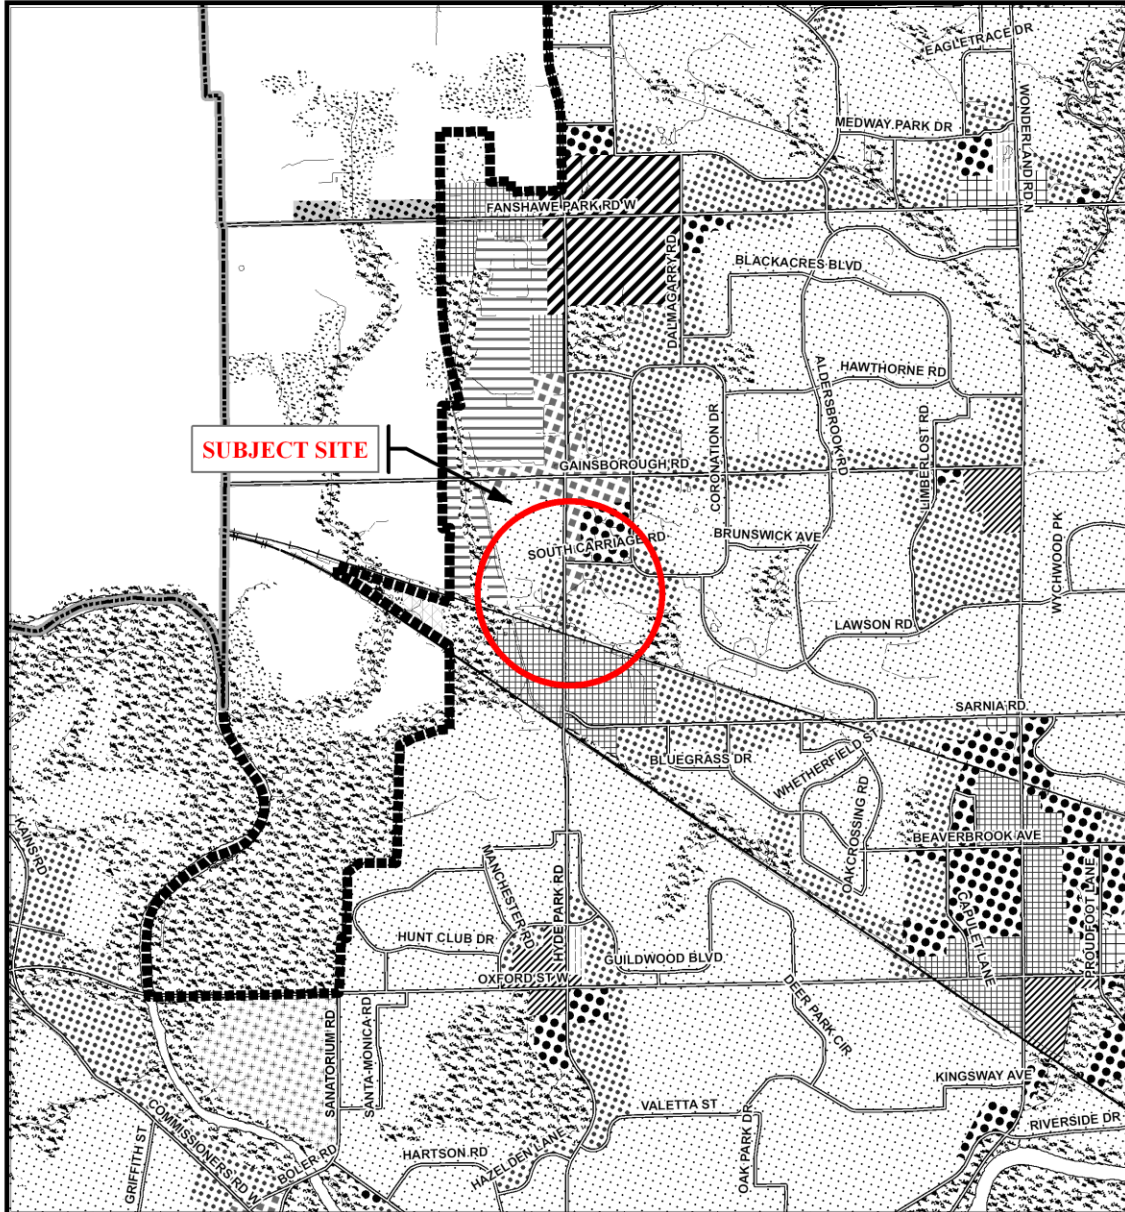 EAGLETRACE DR
WONDERLAND RD N
MEDWAY PARK DR
FANSHAWE PARK RD W
DALMAGARRY RD
BLACKACRES BLVD
ALDERSBROOK RD
HAWTHORNE RD
CORONATION DR
LIMBERLOST RD
SUBJECT SITE
GAINSBOROUGH RD
WYCHWOOD PK
SOUTH CARRIAGE RD
BRUNSWICK AVE
LAWSON RD
SARNIA RD
BLUEGRASS DR
WHETHERFIELD ST
OAKCROSSING RD
BEAVERBROOK AVE
KAINS RD
MANCHESTER RD
HYDE PARK RD
CAPULET LANE
PROUDFOOT LANE
HUNT CLUB DR
GUILDWOOD BLVD
OXFORD ST W
DEER PARK CIR
SANATORIUM RD
SANTA-MONICA RD
KINGSWAY AVE
VALETTA ST
RIVERSIDE DR
COMMISSIONERS RD W
GRIFFITH ST
BOLER RD
HARTSON RD
HAZELDEN LANE
OAK PARK DR